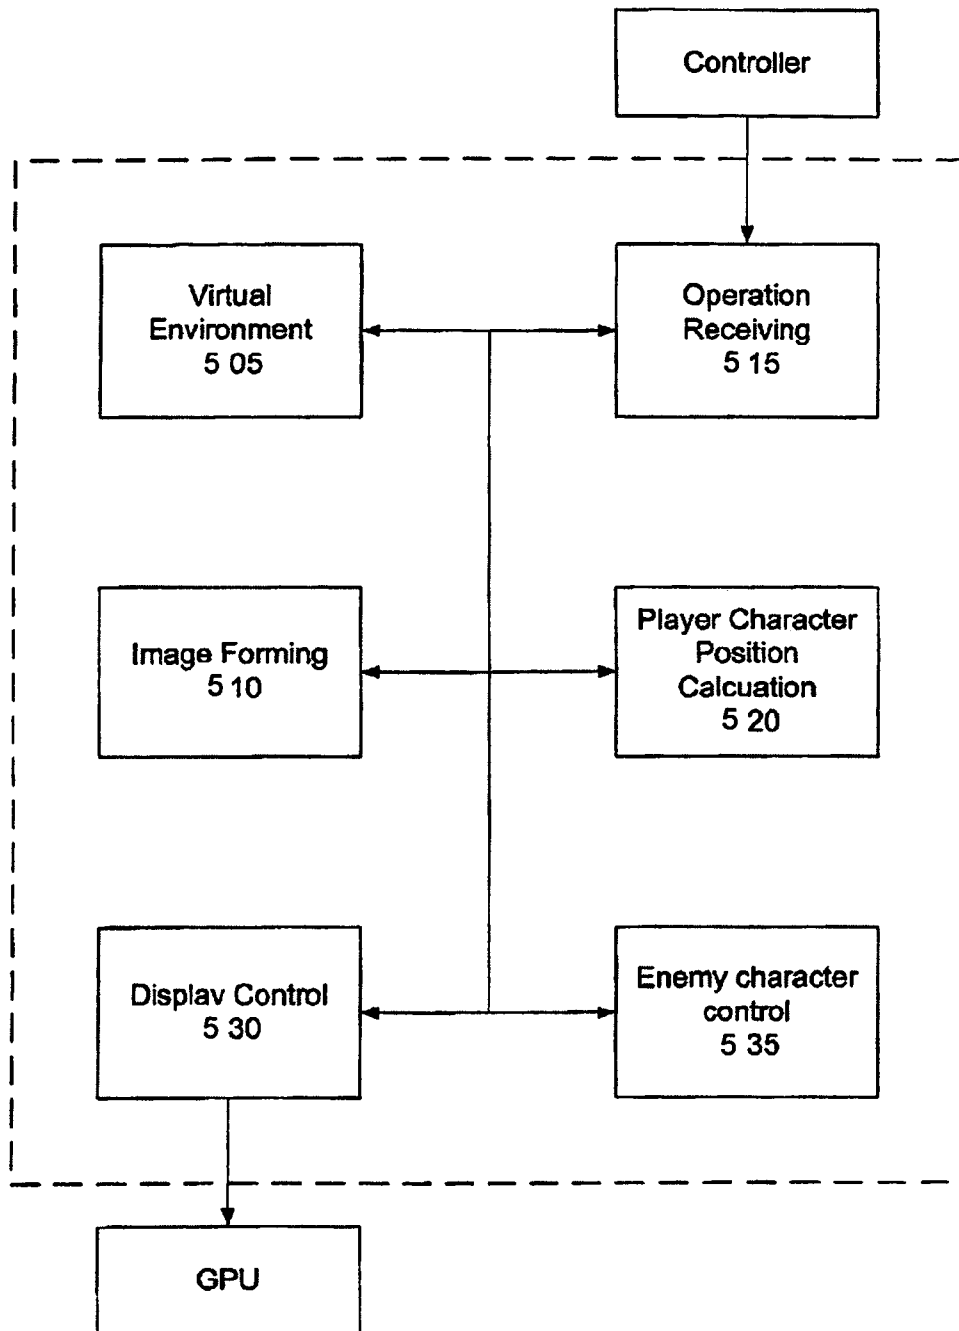 Controller
Virtual
Environment
5 05
Operation
Receiving
5 15
Image Forming
5 10
Player Character
Position
Calcuation
5 20
Displav Control
5 30
Enemy character
control
5 35
GPU